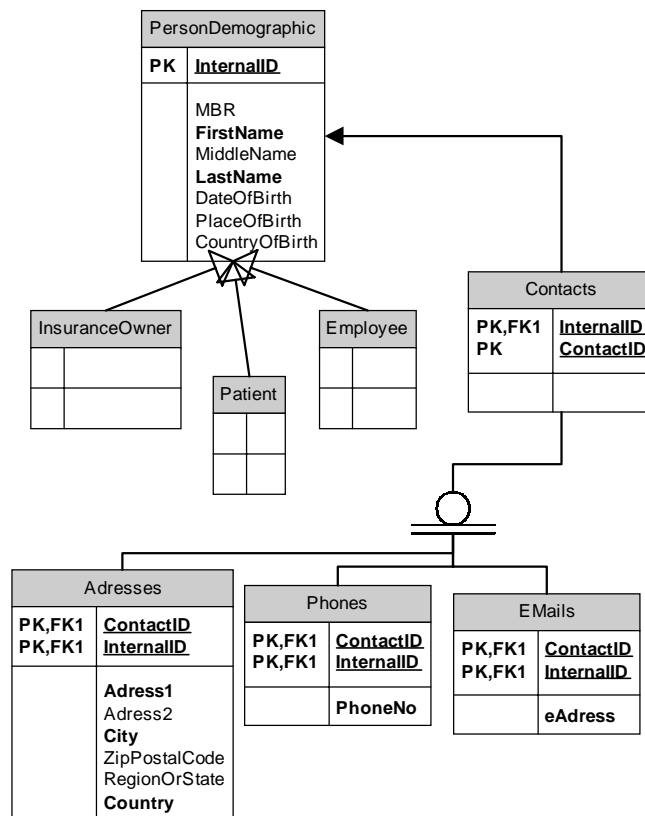 PersonDemographic
PK InternalID
MBR
FirstName
MiddleName
LastName
DateOfBirth
PlaceOfBirth
CountryOfBirth
InsuranceOwner
Patient
Employee
Contacts
PK,FK1 InternalID
PK ContactID
Adresses
PK,FK1 ContactID
PK,FK1 InternalID
Adress1
Adress2
City
ZipPostalCode
RegionOrState
Country
Phones
PK,FK1 ContactID
PK,FK1 InternalID
PhoneNo
EMails
PK,FK1 ContactID
PK,FK1 InternalID
eAdress